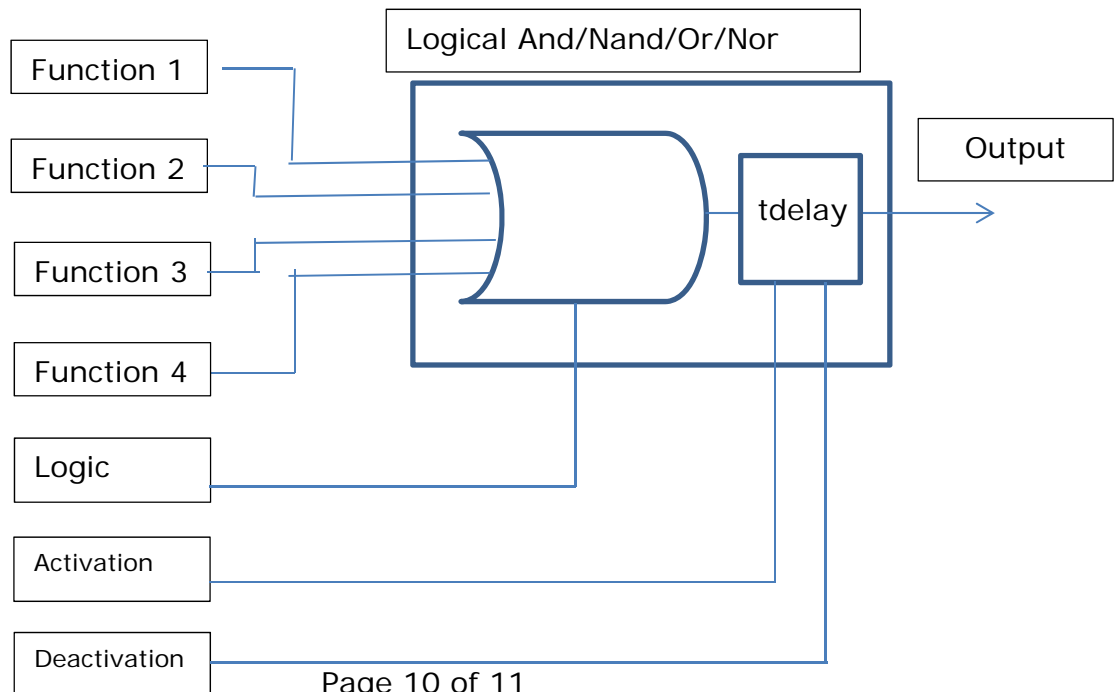 Logical And/Nand/Or/Nor
Function 1
Function 2
Function 3
Function 4
Logic
Activation
Deactivation
tdelay
Output
Page 10 of 11